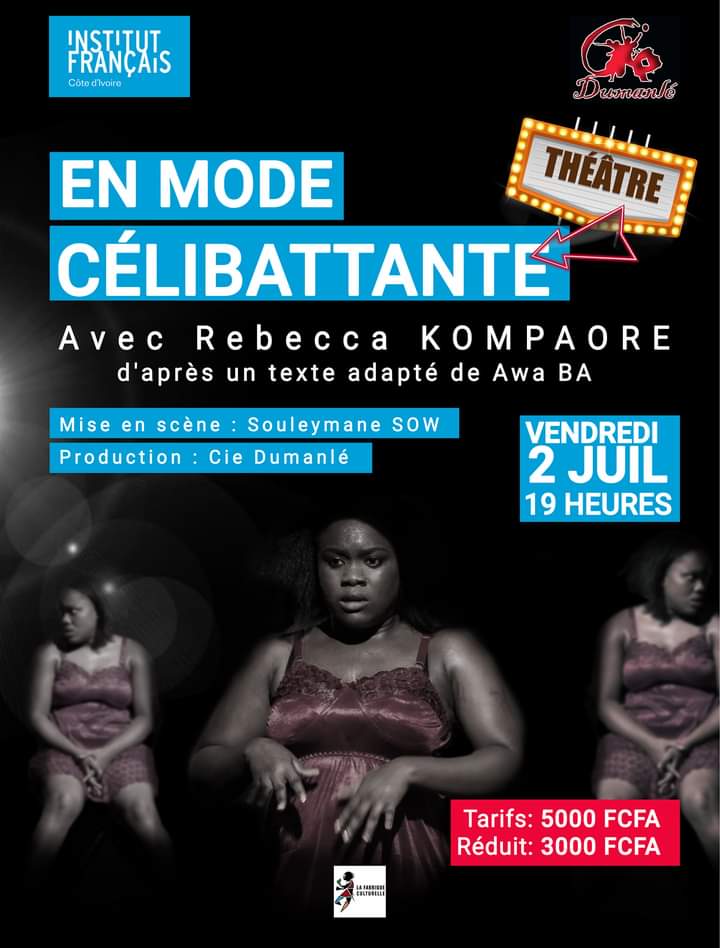 INSTITUT
FRANÇAIS
Côte d'Ivoire
Dumanlé
THÉÂTRE
EN MODE
CÉLIBATTANTE
Avec Rebecca KOMPAORE
d'après un texte adapté de Awa BA
Mise en scène : Souleymane SOW
Production : Cie Dumanlé
VENDREDI
2 JUIL
19 HEURES
Tarifs: 5000 FCFA
Réduit: 3000 FCFA
LA FABRIQUE
CULTURELLE